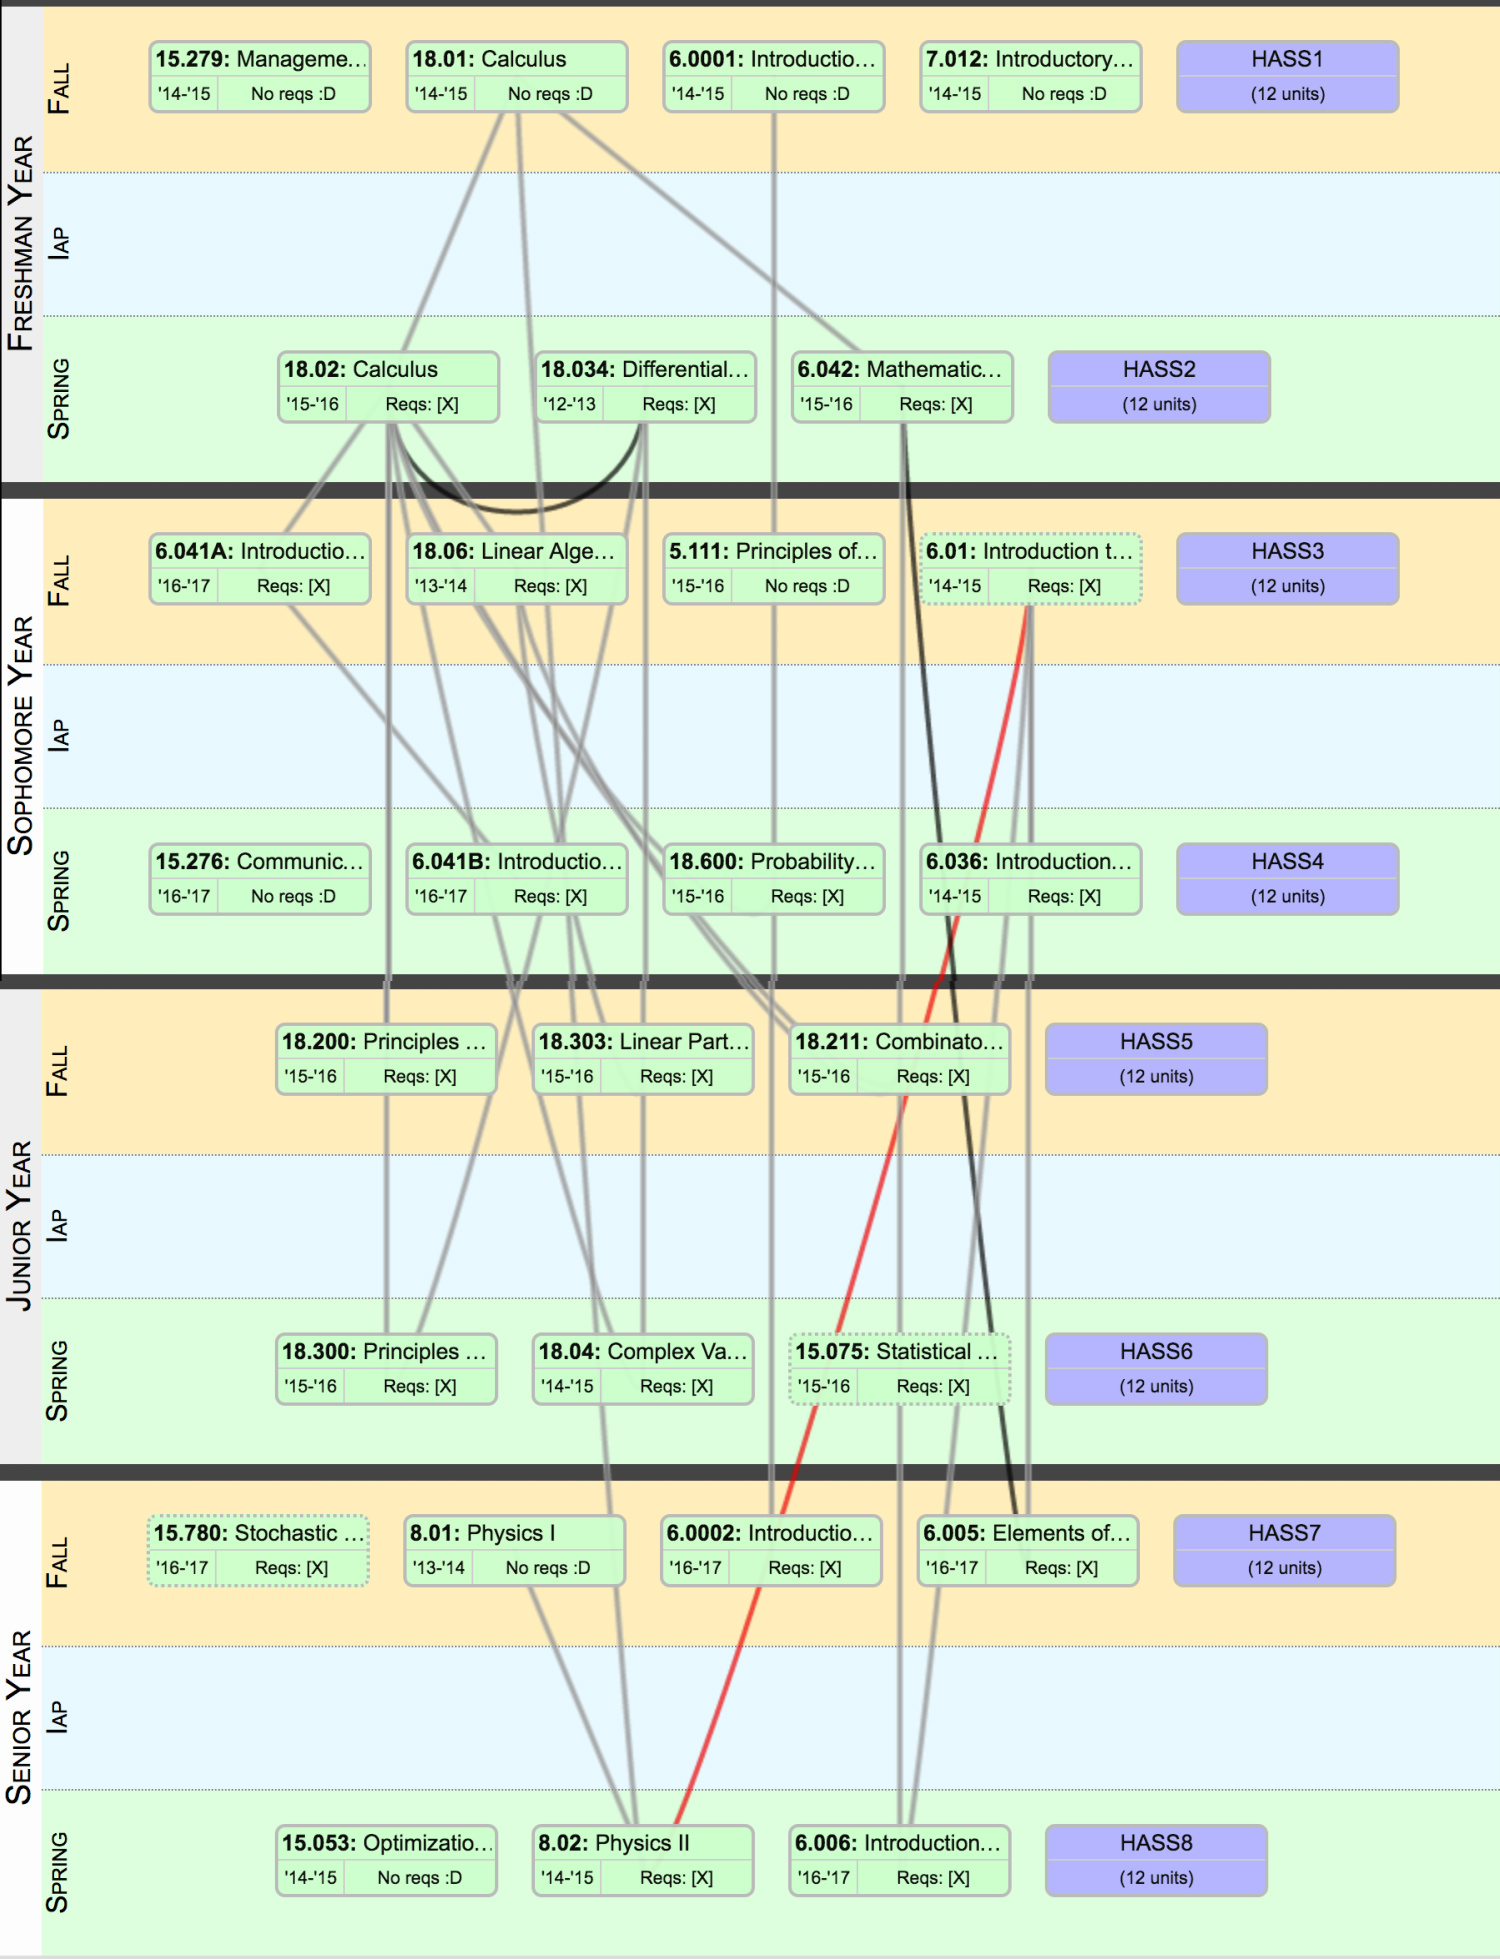 FRESHMAN YEAR
FALL
15.279: Manageme...
'14-'15 No reqs :D
18.01: Calculus
'14-'15 No reqs :D
6.0001: Introductio...
'14-'15 No reqs :D
7.012: Introductory...
'14-'15 No reqs :D
HASS1
(12 units)
IAP
SPRING
18.02: Calculus
'15-'16 Reqs: [X]
18.034: Differential...
'12-'13 Reqs: [X]
6.042: Mathematic...
'15-'16 Reqs: [X]
HASS2
(12 units)
SOPHOMORE YEAR
FALL
6.041A: Introductio...
'16-'17 Reqs: [X]
18.06: Linear Alge...
'13-'14 Reqs: [X]
5.111: Principles of...
'15-'16 No reqs :D
6.01: Introduction t...
'14-'15 Reqs: [X]
HASS3
(12 units)
IAP
SPRING
15.276: Communic...
'16-'17 No reqs :D
6.041B: Introductio...
'16-'17 Reqs: [X]
18.600: Probability...
'15-'16 Reqs: [X]
6.036: Introduction...
'14-'15 Reqs: [X]
HASS4
(12 units)
JUNIOR YEAR
FALL
18.200: Principles ...
'15-'16 Reqs: [X]
18.303: Linear Part...
'15-'16 Reqs: [X]
18.211: Combinato...
'15-'16 Reqs: [X]
HASS5
(12 units)
IAP
SPRING
18.300: Principles ...
'15-'16 Reqs: [X]
18.04: Complex Va...
'14-'15 Reqs: [X]
15.075: Statistical ...
'15-'16 Reqs: [X]
HASS6
(12 units)
SENIOR YEAR
FALL
15.780: Stochastic ...
'16-'17 Reqs: [X]
8.01: Physics I
'13-'14 No reqs :D
6.0002: Introductio...
'16-'17 Reqs: [X]
6.005: Elements of...
'16-'17 Reqs: [X]
HASS7
(12 units)
IAP
SPRING
15.053: Optimizatio...
'14-'15 No reqs :D
8.02: Physics II
'14-'15 Reqs: [X]
6.006: Introduction...
'16-'17 Reqs: [X]
HASS8
(12 units)